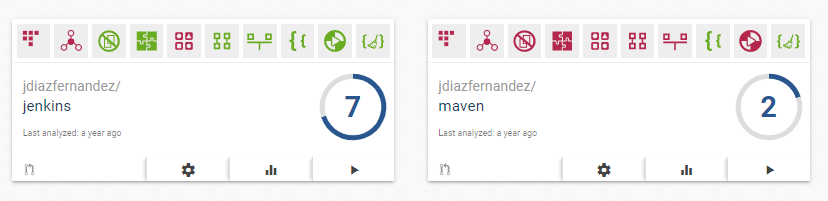 jdiazfernandez/
jenkins
7
Last analyzed: a year ago
jdiazfernandez/
maven
2
Last analyzed: a year ago